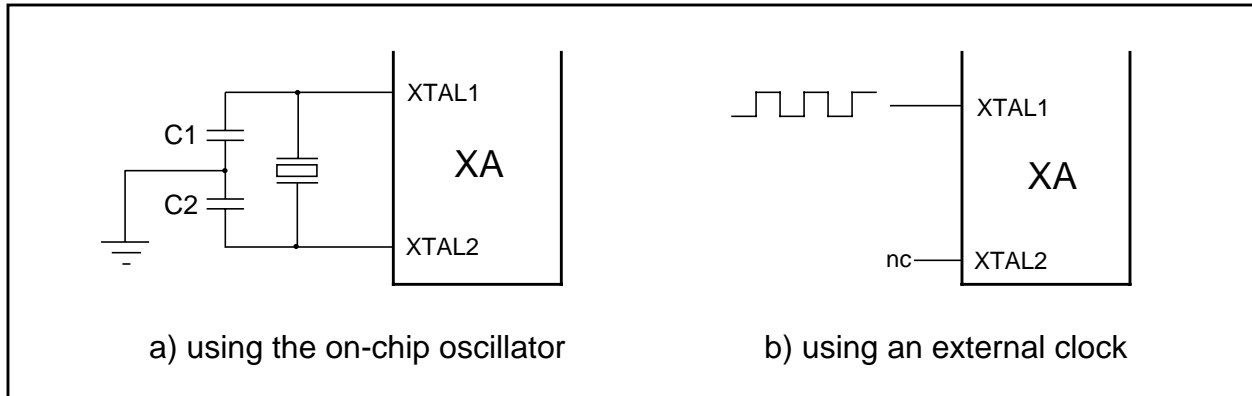 XTAL1
C1
XA
C2
XTAL2
a) using the on-chip oscillator
XTAL1
XA
nc
XTAL2
b) using an external clock